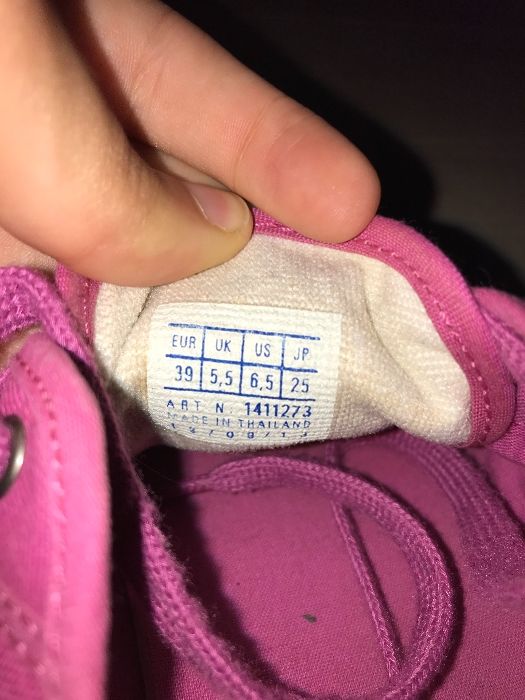 EUR UK US JP
39 5,5 6,5 25
ART N. 1411273
MADE IN THAILAND